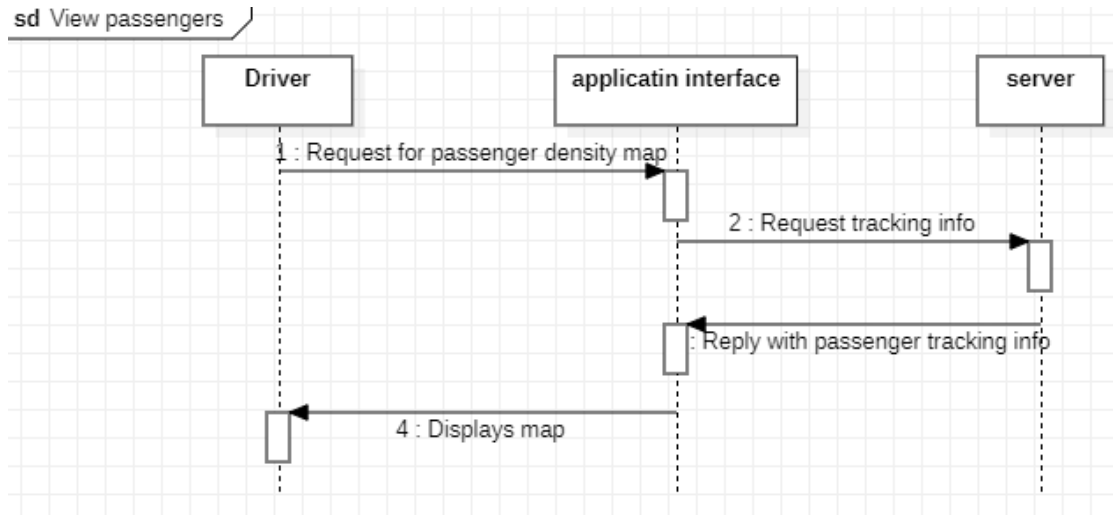 sd View passengers
Driver
applicatin interface
server
1 : Request for passenger density map
2 : Request tracking info
: Reply with passenger tracking info
4 : Displays map